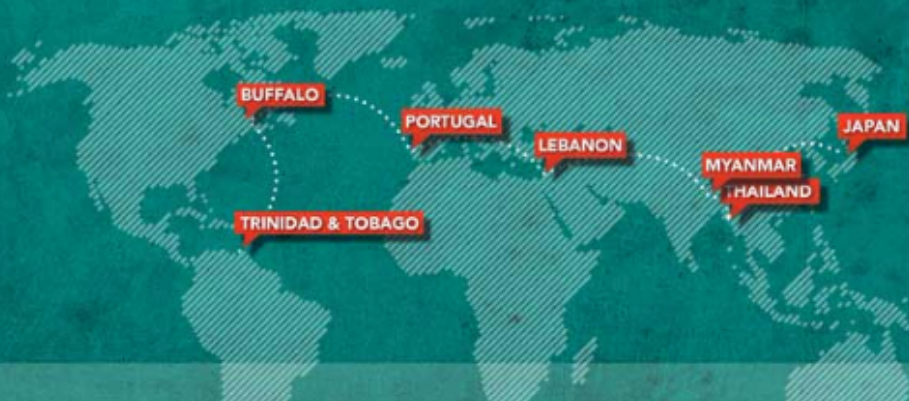 BUFFALO
PORTUGAL
JAPAN
LEBANON
MYANMAR
THAILAND
TRINIDAD & TOBAGO